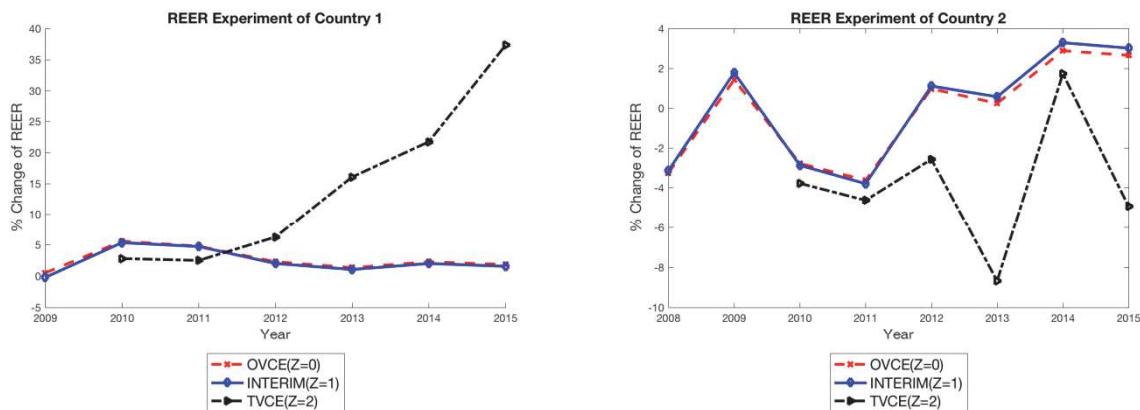 REER Experiment of Country 1
40
35
30
25
20
15
10
5
0
-5
% Change of REER
2009 2010 2011 2012 2013 2014 2015
Year
OVCE(Z=0)
INTERIM(Z=1)
TVCE(Z=2)
REER Experiment of Country 2
4
2
0
-2
-4
-6
-8
-10
% Change of REER
2008 2009 2010 2011 2012 2013 2014 2015
Year
OVCE(Z=0)
INTERIM(Z=1)
TVCE(Z=2)